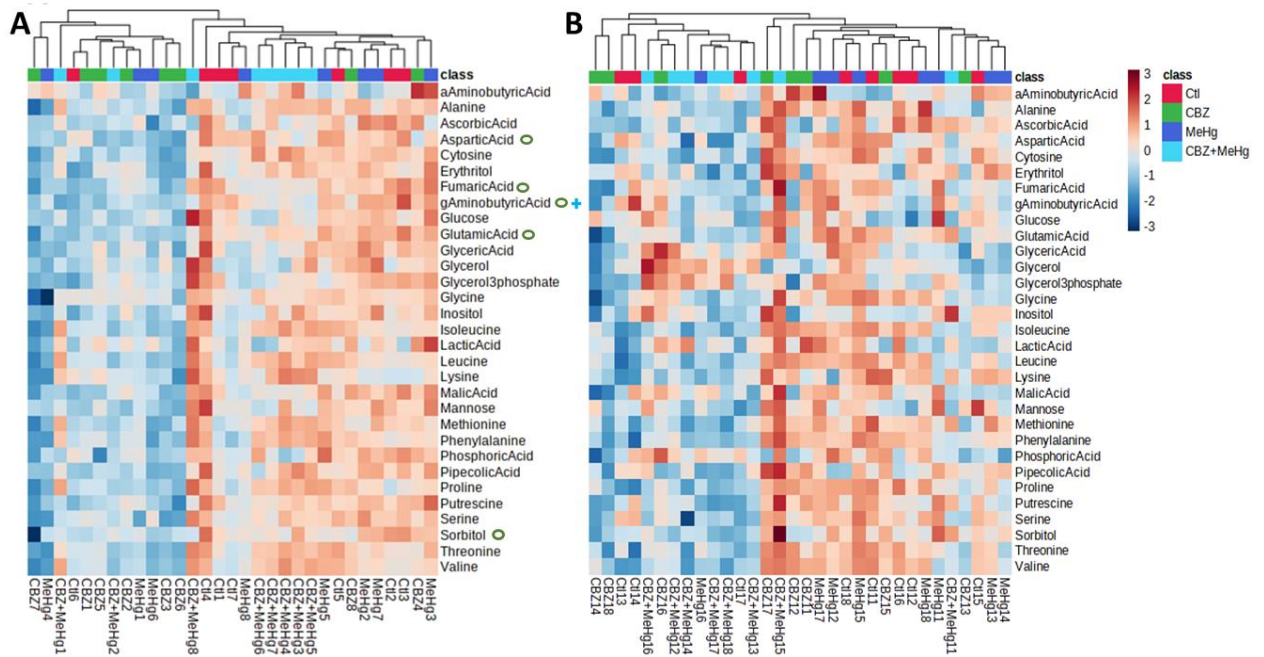 A
class
aAminobutyricAcid
Alanine
AscorbicAcid
AsparticAcid
Cytosine
Erythritol
FumaricAcid
gAminobutyricAcid +
Glucose
GlutamicAcid
GlycericAcid
Glycerol
Glycerol3phosphate
Glycine
Inositol
Isoleucine
LacticAcid
Leucine
Lysine
MalicAcid
Mannose
Methionine
Phenylalanine
PhosphoricAcid
PipecolicAcid
Proline
Putrescine
Serine
Sorbitol
Threonine
Valine
CBZ7
MeHg4
CBZ+MeHg1
Ctl6
CBZ1
CBZ5
CBZ+MeHg2
CBZ2
MeHg1
MeHg6
CBZ3
CBZ6
CBZ+MeHg8
Ctl4
Ctl1
Ctl7
MeHg8
CBZ+MeHg6
CBZ+MeHg7
CBZ+MeHg4
CBZ+MeHg3
CBZ+MeHg5
MeHg5
Ctl5
CBZ8
MeHg2
MeHg7
Ctl2
Ctl3
CBZ4
MeHg3
B
class
aAminobutyricAcid
Alanine
AscorbicAcid
AsparticAcid
Cytosine
Erythritol
FumaricAcid
gAminobutyricAcid
Glucose
GlutamicAcid
GlycericAcid
Glycerol
Glycerol3phosphate
Glycine
Inositol
Isoleucine
LacticAcid
Leucine
Lysine
MalicAcid
Mannose
Methionine
Phenylalanine
PhosphoricAcid
PipecolicAcid
Proline
Putrescine
Serine
Sorbitol
Threonine
Valine
CBZ14
CBZ18
Ctl13
Ctl14
CBZ+MeHg16
CBZ16
CBZ+MeHg12
CBZ+MeHg14
MeHg16
CBZ+MeHg17
CBZ+MeHg18
Ctl17
CBZ+MeHg13
CBZ17
CBZ+MeHg15
CBZ12
CBZ11
MeHg17
MeHg12
Ctl18
MeHg15
Ctl11
CBZ15
Ctl16
Ctl12
MeHg18
MeHg11
CBZ+MeHg11
CBZ13
Ctl15
MeHg13
MeHg14
3
2
1
0
-1
-2
-3
class
Ctl
CBZ
MeHg
CBZ+MeHg